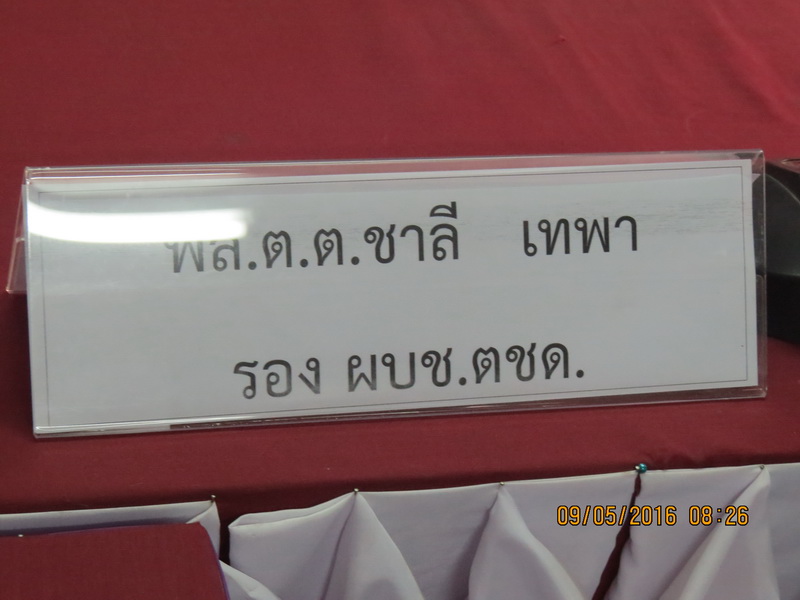 พล.ต.ต.ชาลี เทพา
รอง ผบช.ตชด.
09/05/2016 08:26